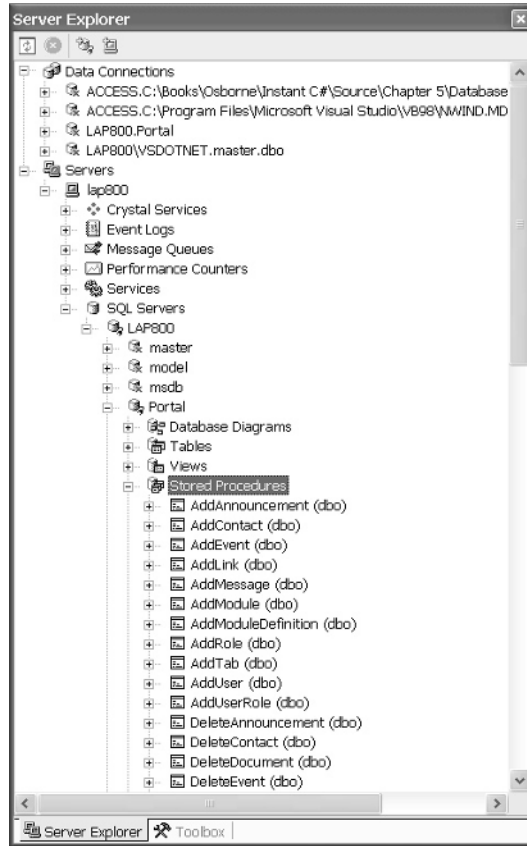 Server Explorer
Data Connections
ACCESS.C:\Books\Osborne\Instant C#\Source\Chapter 5\Database
ACCESS.C:\Program Files\Microsoft Visual Studio\VB98\NWIND.MD
LAP800.Portal
LAP800\VSDOTNET.master.dbo
Servers
lap800
Crystal Services
Event Logs
Message Queues
Performance Counters
Services
SQL Servers
LAP800
master
model
msdb
Portal
Database Diagrams
Tables
Views
Stored Procedures
AddAnnouncement (dbo)
AddContact (dbo)
AddEvent (dbo)
AddLink (dbo)
AddMessage (dbo)
AddModule (dbo)
AddModuleDefinition (dbo)
AddRole (dbo)
AddTab (dbo)
AddUser (dbo)
AddUserRole (dbo)
DeleteAnnouncement (dbo)
DeleteContact (dbo)
DeleteDocument (dbo)
DeleteEvent (dbo)
Server Explorer Toolbox